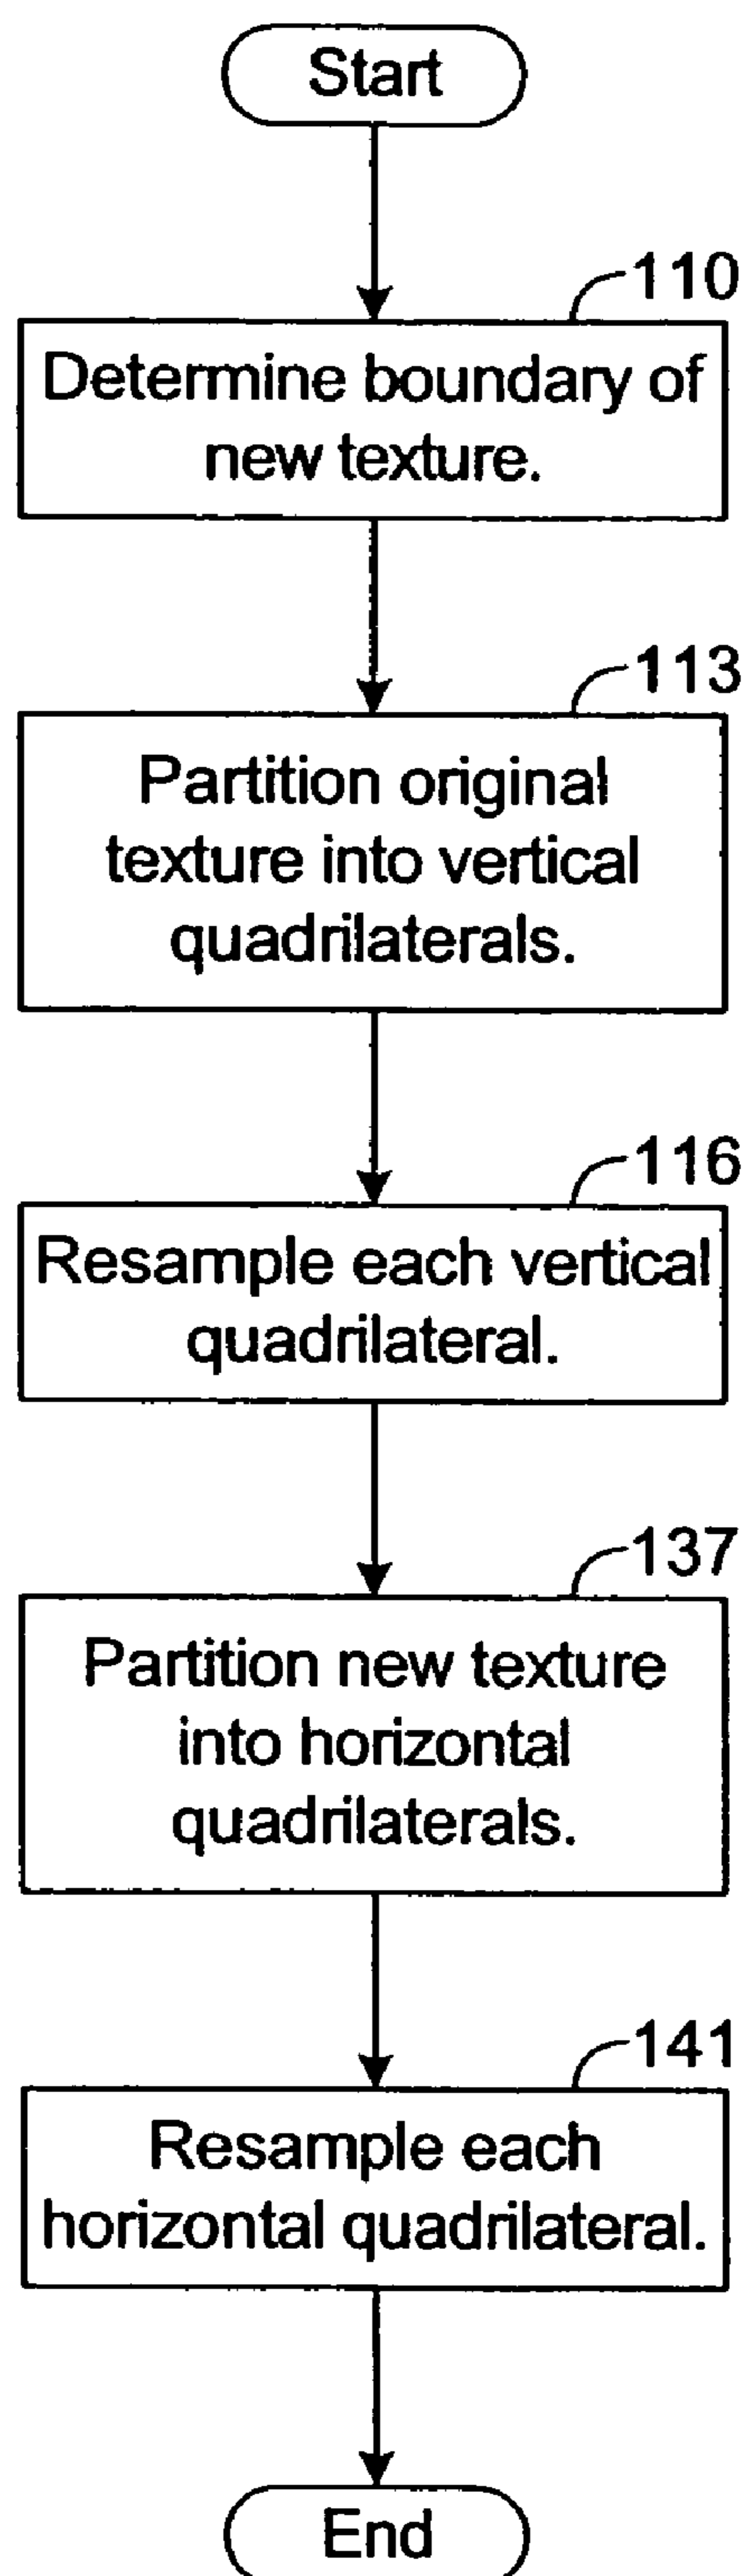 Start
110
Determine boundary of
new texture.
113
Partition original
texture into vertical
quadrilaterals.
116
Resample each vertical
quadrilateral.
137
Partition new texture
into horizontal
quadrilaterals.
141
Resample each
horizontal quadrilateral.
End